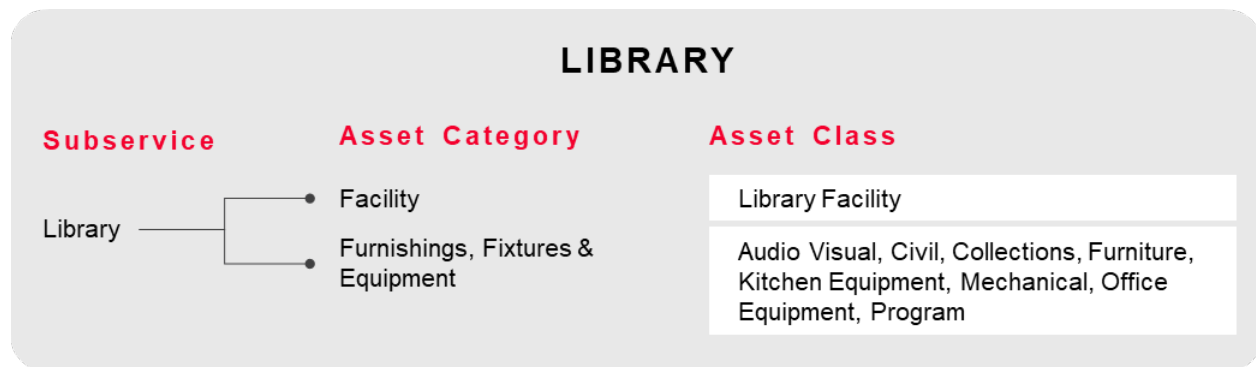 LIBRARY
Subservice
Asset Category
Asset Class
Library
Facility
Library Facility
Furnishings, Fixtures &
Equipment
Audio Visual, Civil, Collections, Furniture,
Kitchen Equipment, Mechanical, Office
Equipment, Program